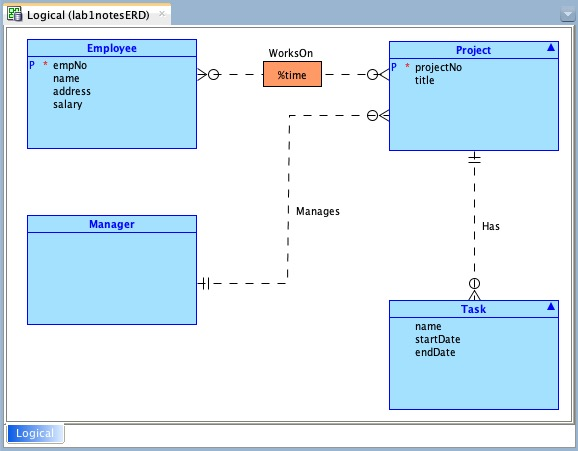 Logical (lab1notesERD)
Employee
P * empNo
name
address
salary
WorksOn
%time
Project
P * projectNo
title
Manages
Manager
Has
Task
name
startDate
endDate
Logical